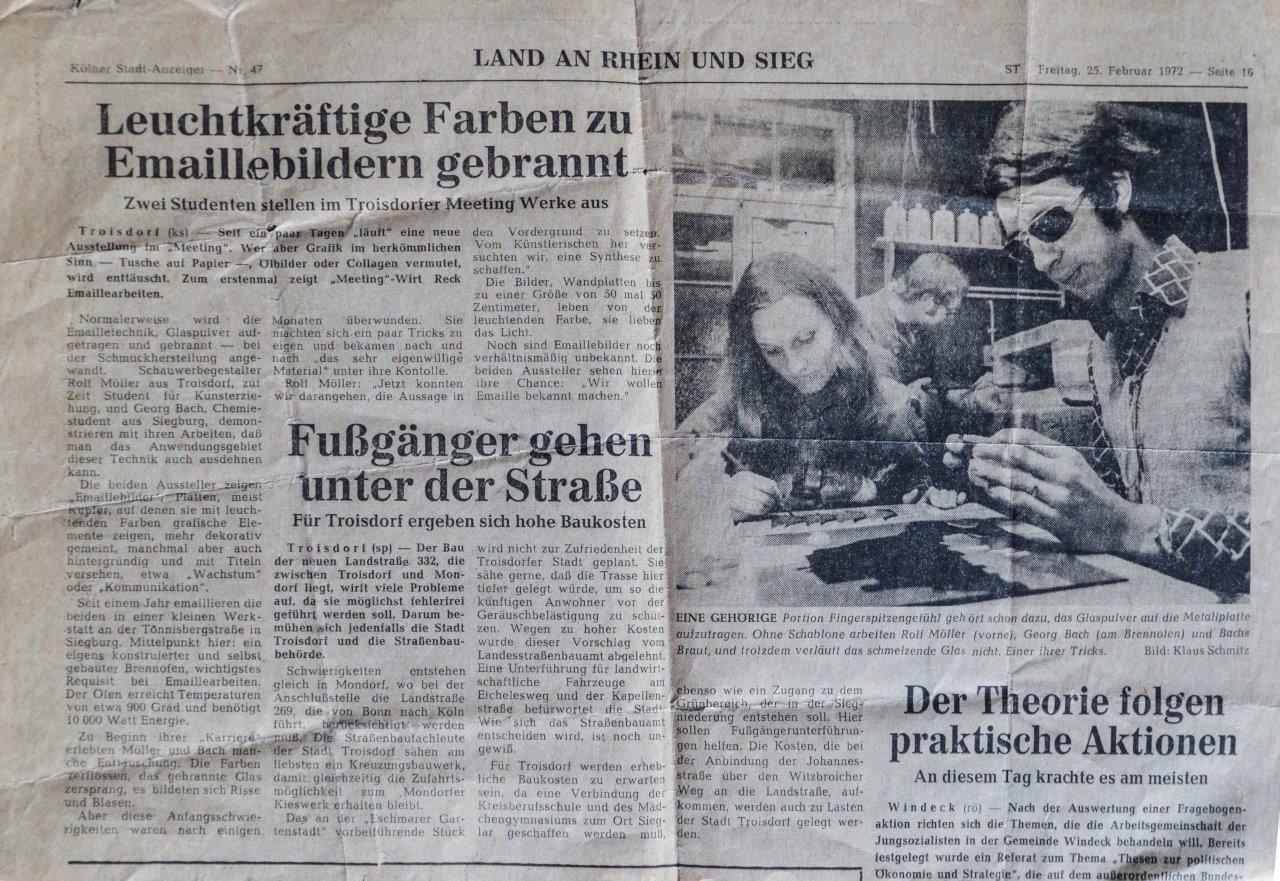 Kölner Stadt-Anzeiger — Nr. 47
LAND AN RHEIN UND SIEG
ST Freitag, 25. Februar 1972 — Seite 16
Leuchtkräftige Farben zu
Emaillebildern gebrannt
Zwei Studenten stellen im Troisdorfer Meeting Werke aus
Troisdorf (ks) — Seit ein paar Tagen „läuft" eine neue
Ausstellung im „Meeting". Wer aber Grafik im herkömmlichen
Sinn — Tusche auf Papier —, Ölbilder oder Collagen vermutet,
wird enttäuscht. Zum erstenmal zeigt „Meeting"-Wirt Reck
Emaillearbeiten.
Normalerweise wird die
Emailletechnik, Glaspulver auf-
getragen und gebrannt — bei
der Schmuckherstellung ange-
wandt. Schauwerbegestalter
Rolf Möller aus Troisdorf, zur
Zeit Student für Kunsterzie-
hung, und Georg Bach, Chemie-
student aus Siegburg, demon-
strieren mit ihren Arbeiten, daß
man das Anwendungsgebiet
dieser Technik auch ausdehnen
kann.
Die beiden Aussteller zeigen
„Emaillebilder" Platten, meist
Kupfer, auf denen sie mit leuch-
tenden Farben grafische Ele-
mente zeigen, mehr dekorativ
gemeint, manchmal aber auch
hintergründig und mit Titeln
versehen, etwa „Wachstum"
oder „Kommunikation".
Seit einem Jahr emaillieren die
beiden in einer kleinen Werk-
statt an der Tönnisbergstraße in
Siegburg. Mittelpunkt hier: ein
eigens konstruierter und selbst
gebauter Brennofen, wichtigstes
Requisit bei Emaillearbeiten.
Der Ofen erreicht Temperaturen
von etwa 900 Grad und benötigt
10 000 Watt Energie.
Zu Beginn ihrer „Karriere
erlebten Möller und Bach man-
che Enttäuschung. Die Farben
zerflossen, das gebrannte Glas
zersprang, es bildeten sich Risse
und Blasen.
Aber diese Anfangsschwie-
rigkeiten waren nach einigen
Monaten überwunden. Sie
machten sich ein paar Tricks zu
eigen und bekamen nach und
nach „das sehr eigenwillige
Material" unter ihre Kontolle.
Rolf Möller: „Jetzt konnten
wir darangehen, die Aussage in
den Vordergrund zu setzen.
Vom Künstlerischen her ver-
suchten wir, eine Synthese zu
schaffen."
Die Bilder, Wandplatten bis
zu einer Größe von 50 mal 50
Zentimeter, leben von der
leuchtenden Farbe, sie lieben
das Licht.
Noch sind Emaillebilder noch
verhältnismäßig unbekannt. Die
beiden Aussteller sehen hierin
ihre Chance: „Wir wollen
Emaille bekannt machen."
Fußgänger gehen
unter der Straße
Für Troisdorf ergeben sich hohe Baukosten
Troisdorf (sp) — Der Bau
der neuen Landstraße 332, die
zwischen Troisdorf und Mon-
dorf liegt, wirft viele Probleme
auf, da sie möglichst fehlerfrei
geführt werden soll. Darum be-
mühen sich jedenfalls die Stadt
Troisdorf und die Straßenbau-
behörde.
Schwierigkeiten entstehen
gleich in Mondorf, wo bei der
Anschlußstelle die Landstraße
269, die von Bonn nach Köln
führt, berücksichtigt werden
muß. Die Straßenbaufachleute
der Stadt Troisdorf sähen am
liebsten ein Kreuzungsbauwerk,
damit gleichzeitig die Zufahrts-
möglichkeit zum Mondorfer
Kieswerk erhalten bleibt.
Das an der „Eschmarer Gar-
tenstadt" vorbeiführende Stück
wird nicht zur Zufriedenheit der
Troisdorfer Stadt geplant. Sie
sähe gerne, daß die Trasse hier
tiefer gelegt würde, um so die
künftigen Anwohner vor der
Geräuschbelästigung zu schüt-
zen. Wegen zu hoher Kosten
wurde dieser Vorschlag vom
Landesstraßenbauamt abgelehnt.
Eine Unterführung für landwirt-
schaftliche Fahrzeuge am
Eichelesweg und der Kapellen-
straße befürwortet die Stadt.
Wie sich das Straßenbauamt
entscheiden wird, ist noch un-
gewiß.
Für Troisdorf werden erheb-
liche Baukosten zu erwarten
sein, da eine Verbindung der
Kreisberufsschule und des Mäd-
chengymnasiums zum Ort Sieg-
lar geschaffen werden muß,
ebenso wie ein Zugang zu dem
Grünbereich, der in der Sieg-
niederung entstehen soll. Hier
sollen Fußgängerunterführun-
gen helfen. Die Kosten, die bei
der Anbindung der Johannes-
straße über den Witzbroicher
Weg an die Landstraße, auf-
kommen, werden auch zu Lasten
der Stadt Troisdorf gelegt wer-
den.
EINE GEHÖRIGE Portion Fingerspitzengefühl gehört schon dazu, das Glaspulver auf die Metallplatte
aufzutragen. Ohne Schablone arbeiten Rolf Möller (vorne), Georg Bach (am Brennofen) und Bachs
Braut, und trotzdem verläuft das schmelzende Glas nicht. Einer ihrer Tricks. Bild: Klaus Schmitz
Der Theorie folgen
praktische Aktionen
An diesem Tag krachte es am meisten
Windeck (rö) — Nach der Auswertung einer Fragebogen-
aktion richten sich die Themen, die die Arbeitsgemeinschaft der
Jungsozialisten in der Gemeinde Windeck behandeln will. Bereits
festgelegt wurde ein Referat zum Thema „Thesen zur politischen
Ökonomie und Strategie", die auf dem außerordentlichen Bundes-